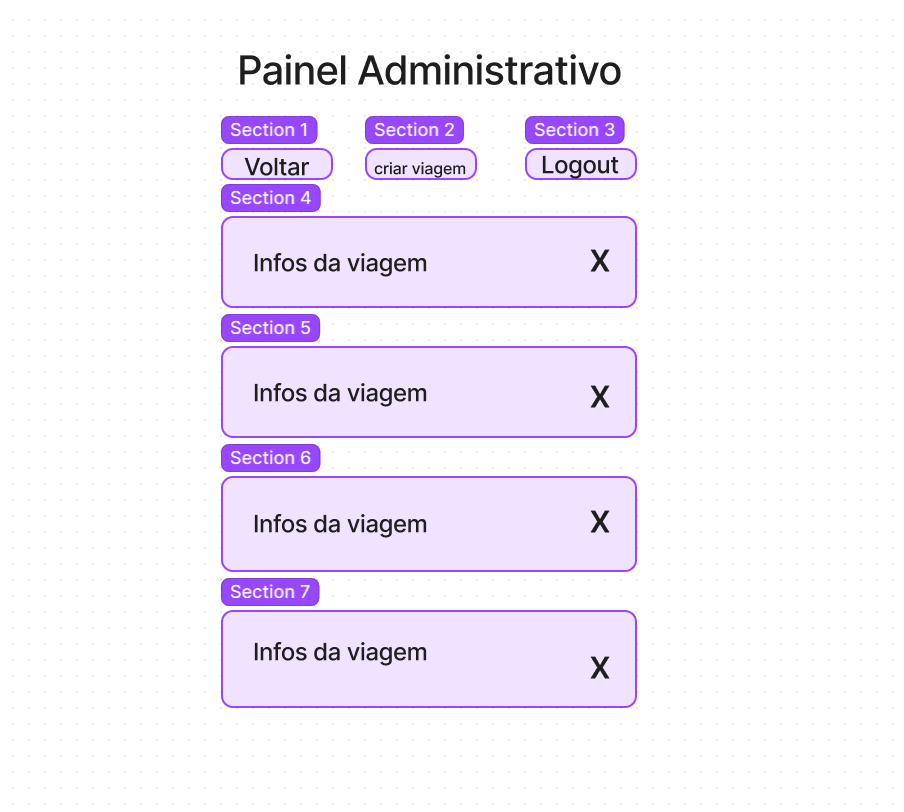 Painel Administrativo
Section 1
Section 2
Section 3
Voltar
criar viagem
Logout
Section 4
Infos da viagem
X
Section 5
Infos da viagem
X
Section 6
Infos da viagem
X
Section 7
Infos da viagem
X